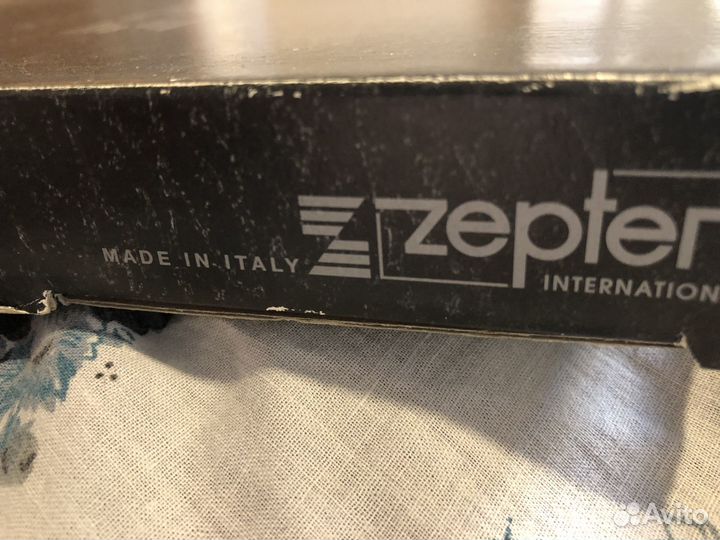 zepter
MADE IN ITALY
INTERNATION
Avito